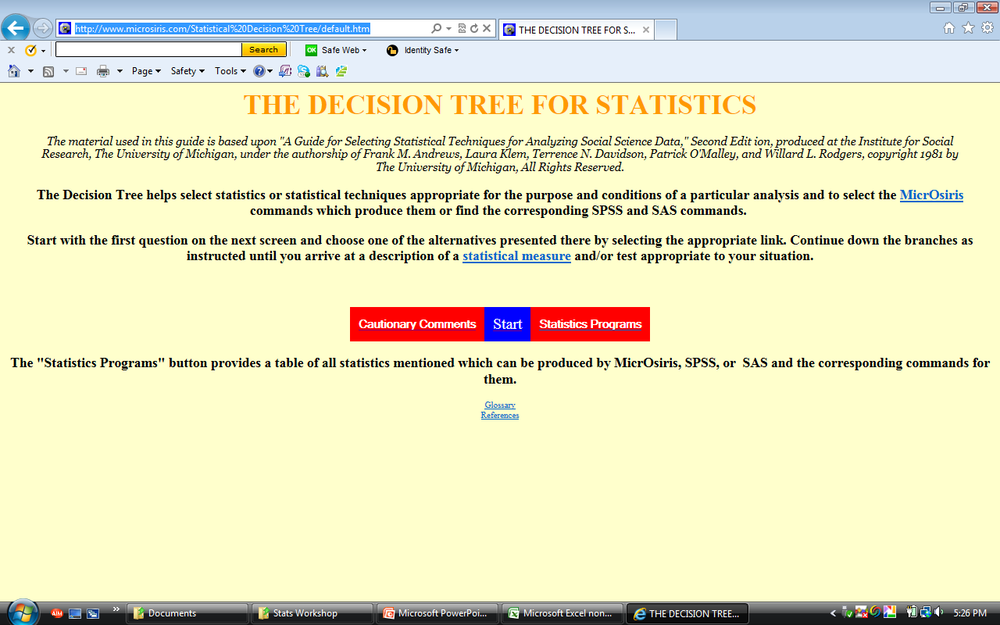 http://www.microsiris.com/Statistical%20Decision%20Tree/default.htm
THE DECISION TREE FOR S...
Search
OK Safe Web
Identity Safe
Page
Safety
Tools
THE DECISION TREE FOR STATISTICS
The material used in this guide is based upon "A Guide for Selecting Statistical Techniques for Analyzing Social Science Data," Second Edit ion, produced at the Institute for Social
Research, The University of Michigan, under the authorship of Frank M. Andrews, Laura Klem, Terrence N. Davidson, Patrick O'Malley, and Willard L. Rodgers, copyright 1981 by
The University of Michigan, All Rights Reserved.
The Decision Tree helps select statistics or statistical techniques appropriate for the purpose and conditions of a particular analysis and to select the MicrOsiris
commands which produce them or find the corresponding SPSS and SAS commands.
Start with the first question on the next screen and choose one of the alternatives presented there by selecting the appropriate link. Continue down the branches as
instructed until you arrive at a description of a statistical measure and/or test appropriate to your situation.
Cautionary Comments
Start
Statistics Programs
The "Statistics Programs" button provides a table of all statistics mentioned which can be produced by MicrOsiris, SPSS, or SAS and the corresponding commands for
them.
Glossary
References
AIM
Documents
Stats Workshop
Microsoft PowerPoi...
Microsoft Excel non...
THE DECISION TREE...
5:26 PM